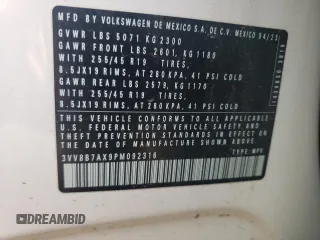 MFD BY VOLKSWAGEN DE MEXICO S.A. DE C.V. MEXICO 04/23
GVWR LBS 5071 KG 2300
GAWR FRONT LBS 2601 KG 1180
WITH 255/45 R19 TIRES,
8.5JX19 RIMS, AT 280KPA, 41 PSI COLD
GAWR REAR LBS 2579 KG 1170
WITH 255/45 R19 TIRES,
8.5JX19 RIMS, AT 280KPA, 41 PSI COLD
THIS VEHICLE CONFORMS TO ALL APPLICABLE
U.S. FEDERAL MOTOR VEHICLE SAFETY STANDARDS
IN EFFECT ON THE DATE OF
MANUFACTURE SHOWN ABOVE.
3VV8B7AX9PM092316 TYPE: MPV
DREAMBID